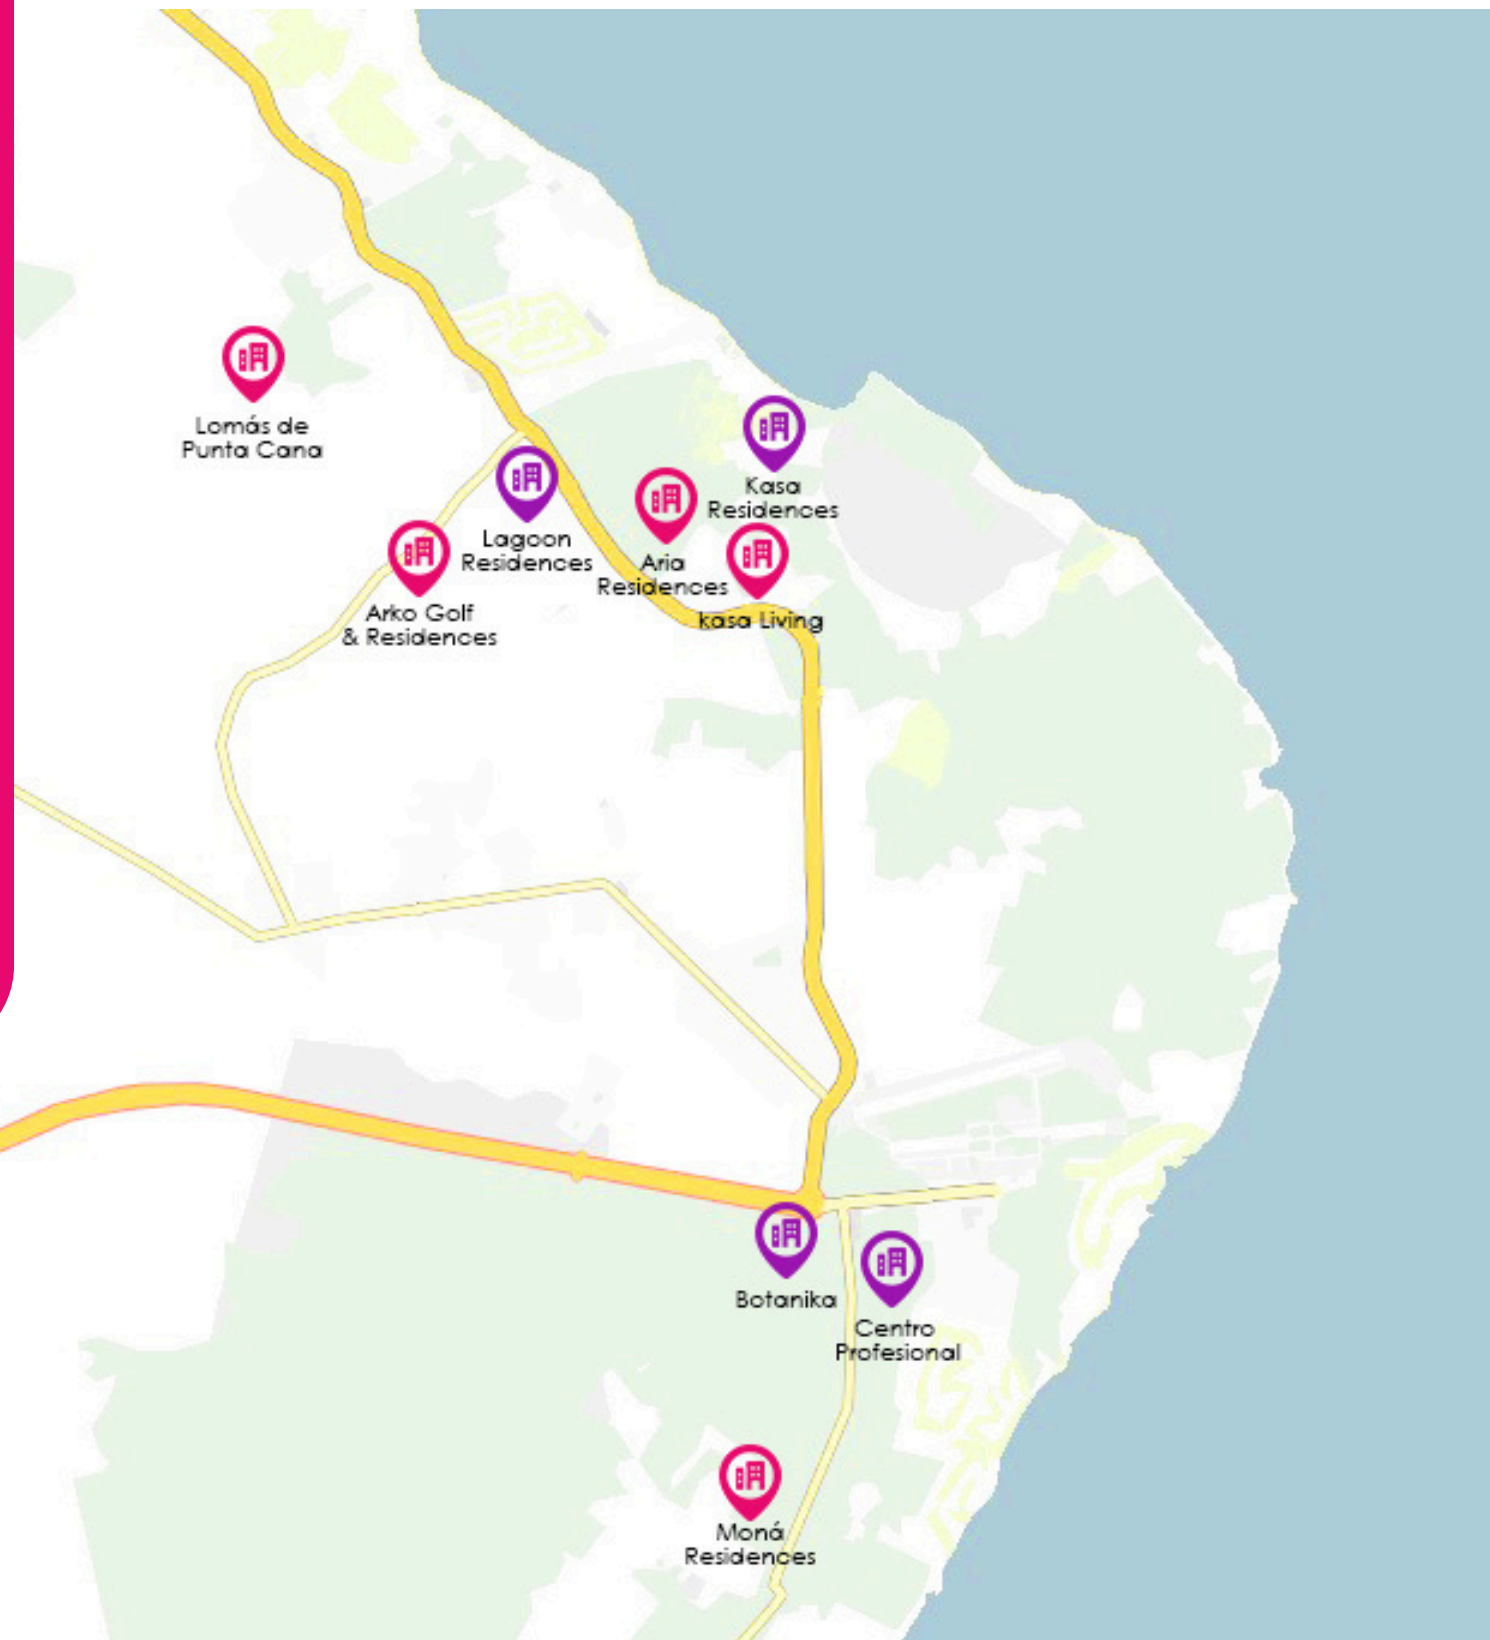 Lomás de
Punta Cana
Kasa
Residences
Lagoon
Residences
Aria
Residences
kasa Living
Arko Golf
& Residences
Botanika
Centro
Profesional
Moná
Residences